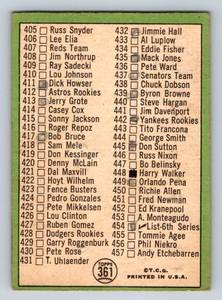 405 Russ Snyder
406 Lee Elia
407 Reds Team
408 Jim Northrup
409 Ray Sadecki
410 Lou Johnson
411 Dick Howser
412 Astros Rookies
413 Jerry Grote
414 Casey Cox
415 Sonny Jackson
416 Roger Repoz
417 Bob Bruce
418 Sam Mele
419 Don Kessinger
420 Denny McLain
421 Dal Maxvill
422 Hoyt Wilhelm
423 Fence Busters
424 Camilo Pascual
425 Pete Mikkelsen
426 Lou Clinton
427 Ruben Gomez
428 Dodgers Rookies
429 Garry Roggenburk
430 Pete Rose
431 T. Uhlaender
432 Jimmie Hall
433 Al Luplow
434 Eddie Fisher
435 Mack Jones
436 Pete Ward
437 Senators Team
438 Chuck Dobson
439 Byron Browne
440 Steve Hargan
441 Jim Davenport
442 Yankees Rookies
443 Tito Francona
444 George Smith
445 Don Sutton
446 Russ Nixon
447 Bo Belinsky
448 Harry Walker
449 Orlando Pena
450 Richie Allen
451 Fred Newman
452 Ed Kranepool
453 A. Monteagudo
454 List-6th Series
455 Tommie Agee
456 Phil Niekro
457 Andy Etchebarren
TOPPS
361
©T.C.G.
PRINTED IN U.S.A.